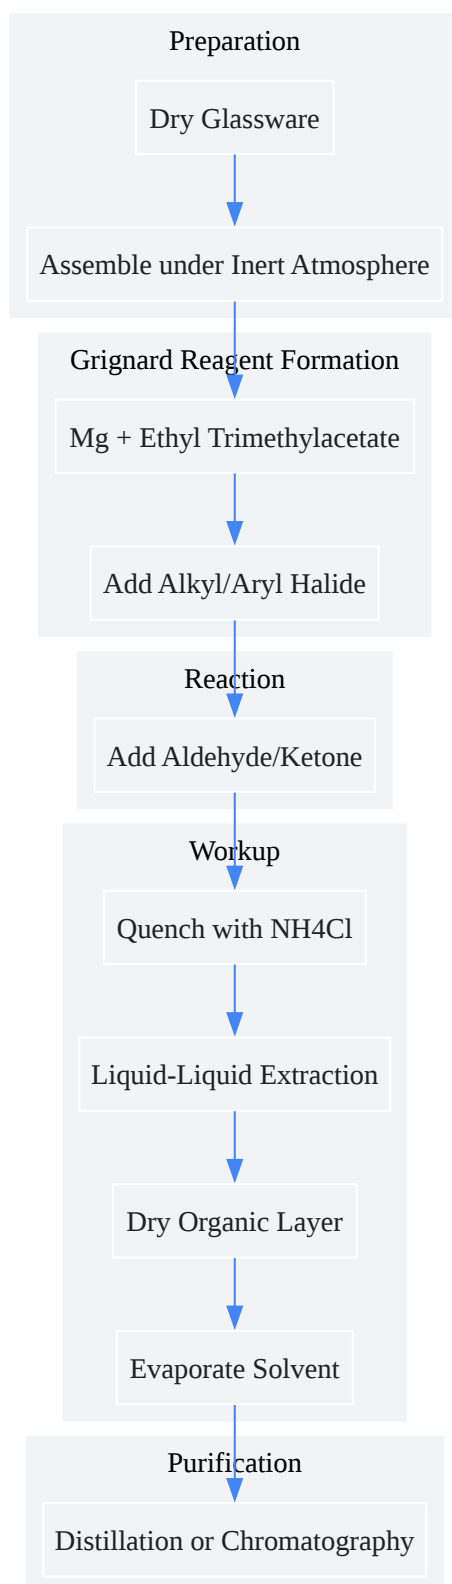 Preparation
Dry Glassware
Assemble under Inert Atmosphere
Grignard Reagent Formation
Mg + Ethyl Trimethylacetate
Add Alkyl/Aryl Halide
Reaction
Add Aldehyde/Ketone
Workup
Quench with NH4Cl
Liquid-Liquid Extraction
Dry Organic Layer
Evaporate Solvent
Purification
Distillation or Chromatography